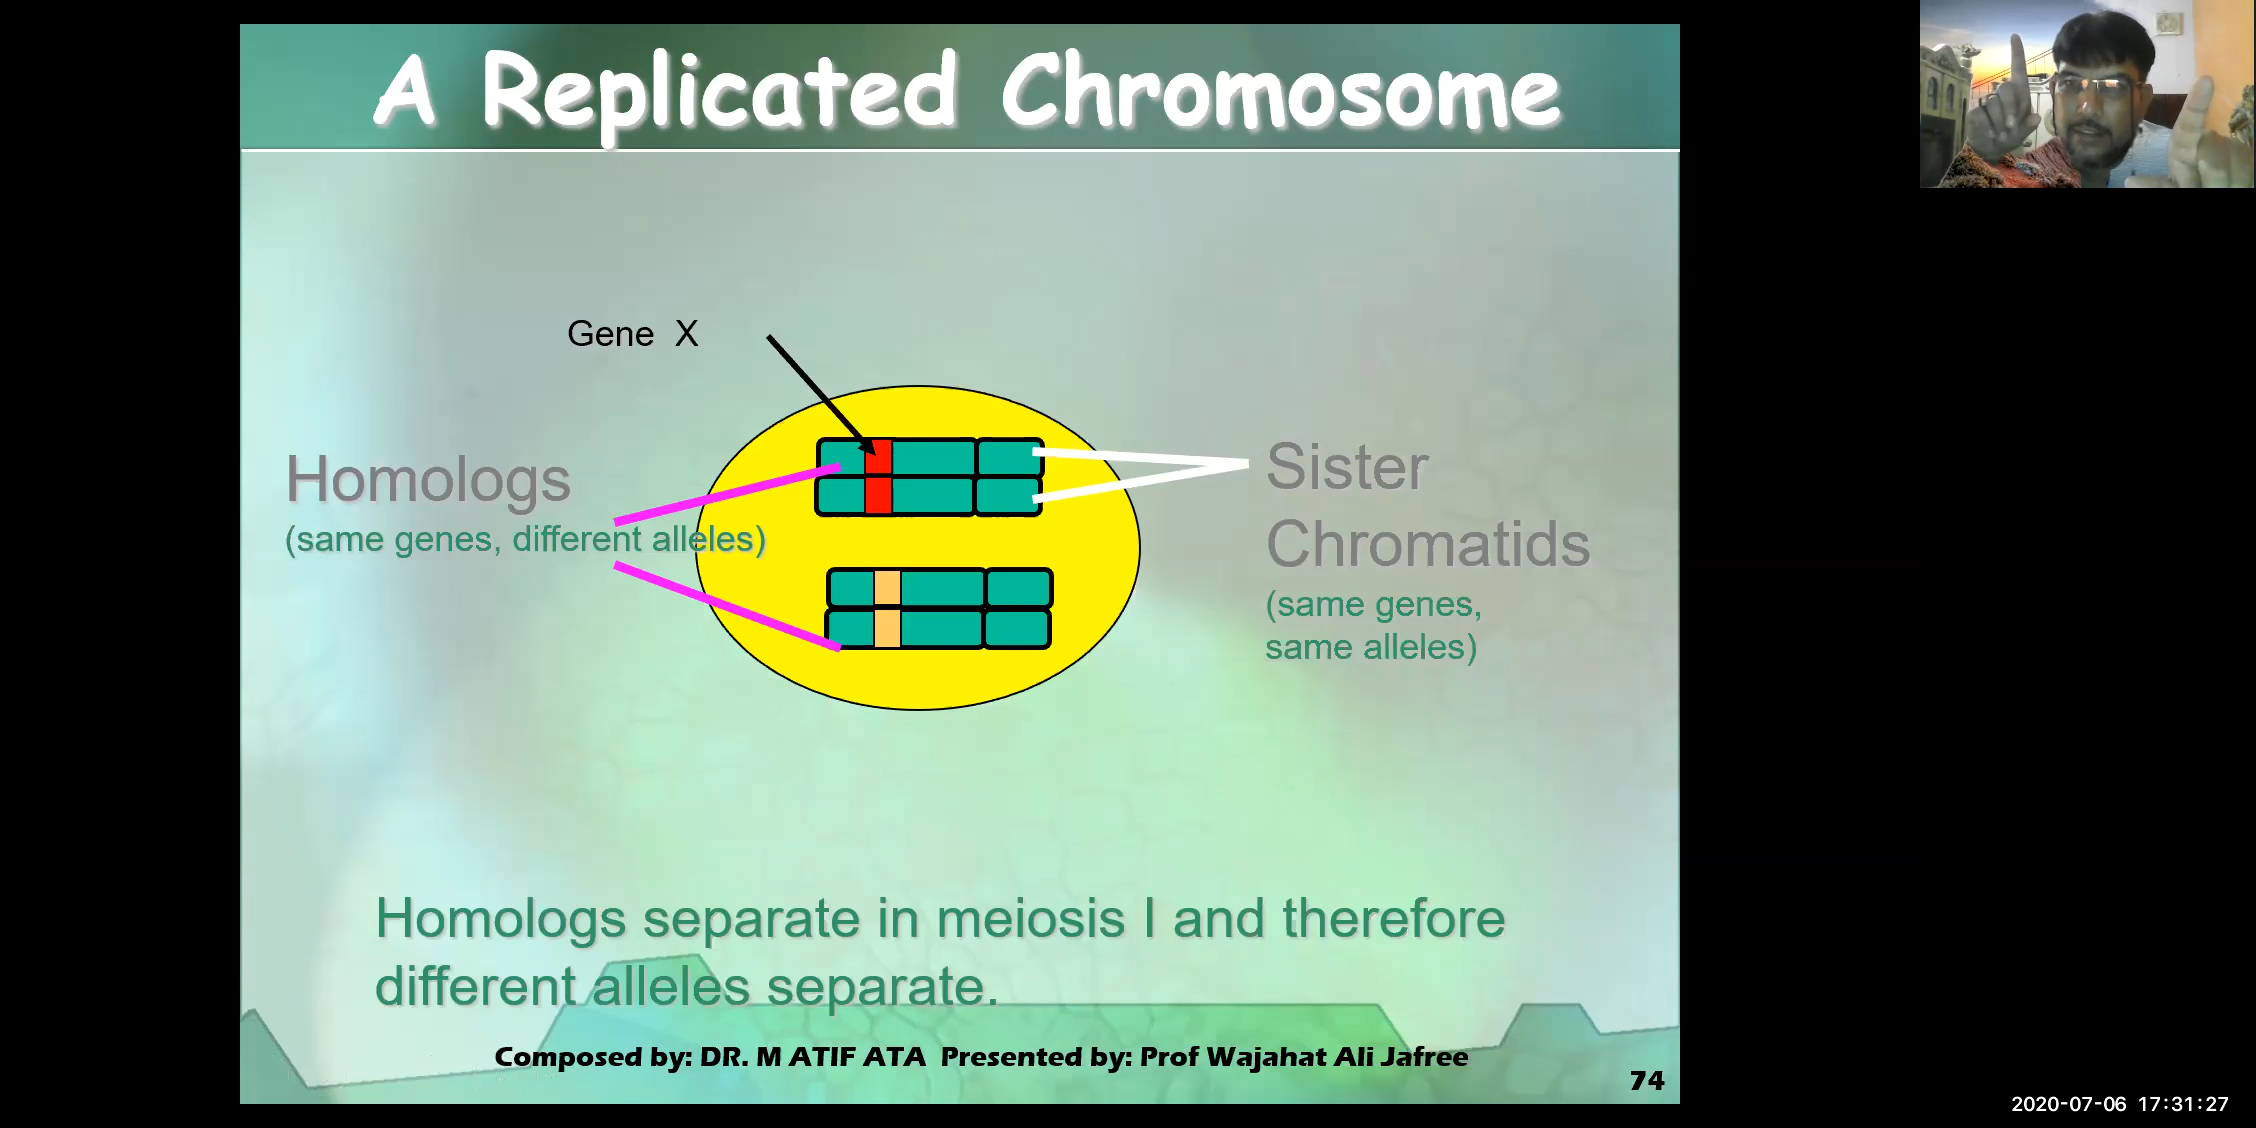 A Replicated Chromosome
Gene X
Homologs
(same genes, different alleles)
Sister
Chromatids
(same genes,
same alleles)
Homologs separate in meiosis I and therefore
different alleles separate.
Composed by: DR. M ATIF ATA Presented by: Prof Wajahat Ali Jafree
74
2020-07-06 17:31:27